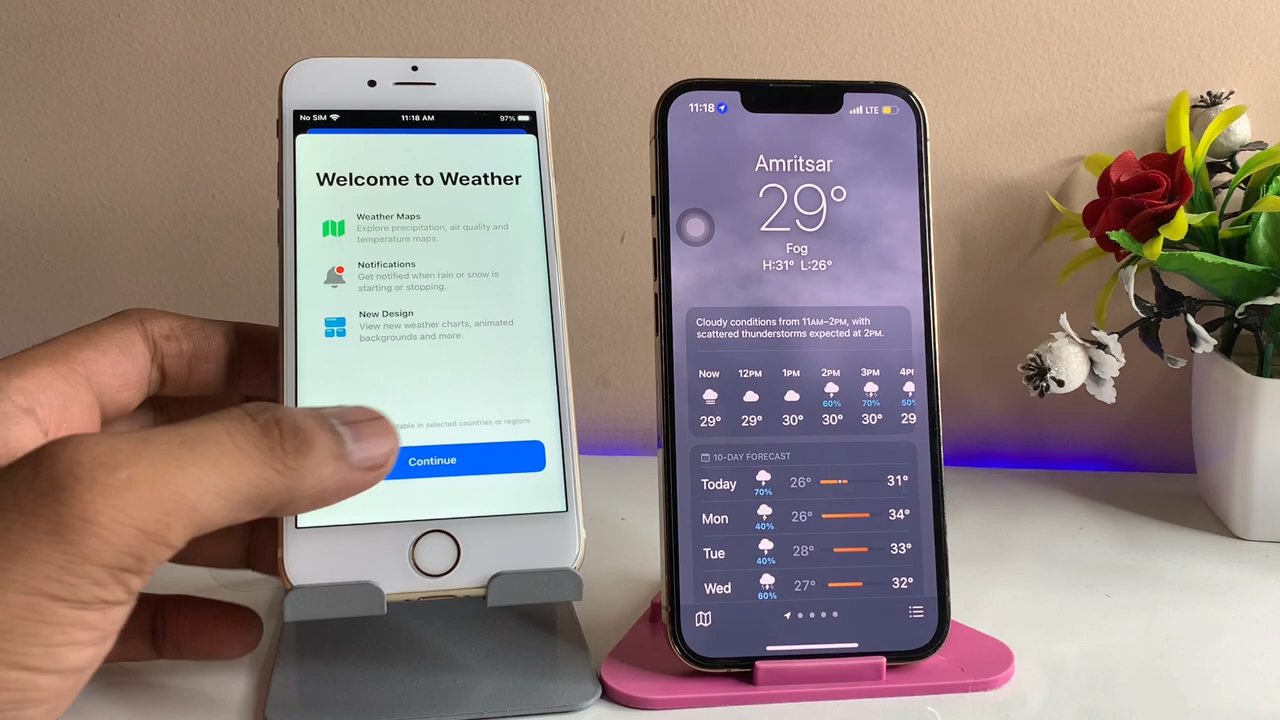 No SIM 11:18 AM 97%
Welcome to Weather
Weather Maps
Explore precipitation, air quality and
temperature maps.
Notifications
Get notified when rain or snow is
starting or stopping.
New Design
View new weather charts, animated
backgrounds and more.
in selected countries or regions.
Continue
11:18 LTE
Amritsar
29°
Fog
H:31° L:26°
Cloudy conditions from 11AM–2PM, with
scattered thunderstorms expected at 2PM.
Now 12PM 1PM 2PM 3PM 4P
60% 70% 50%
29° 29° 30° 30° 30° 29
10-DAY FORECAST
Today 26° 31°
70%
Mon 26° 34°
40%
Tue 28° 33°
40%
Wed 27° 32°
60%